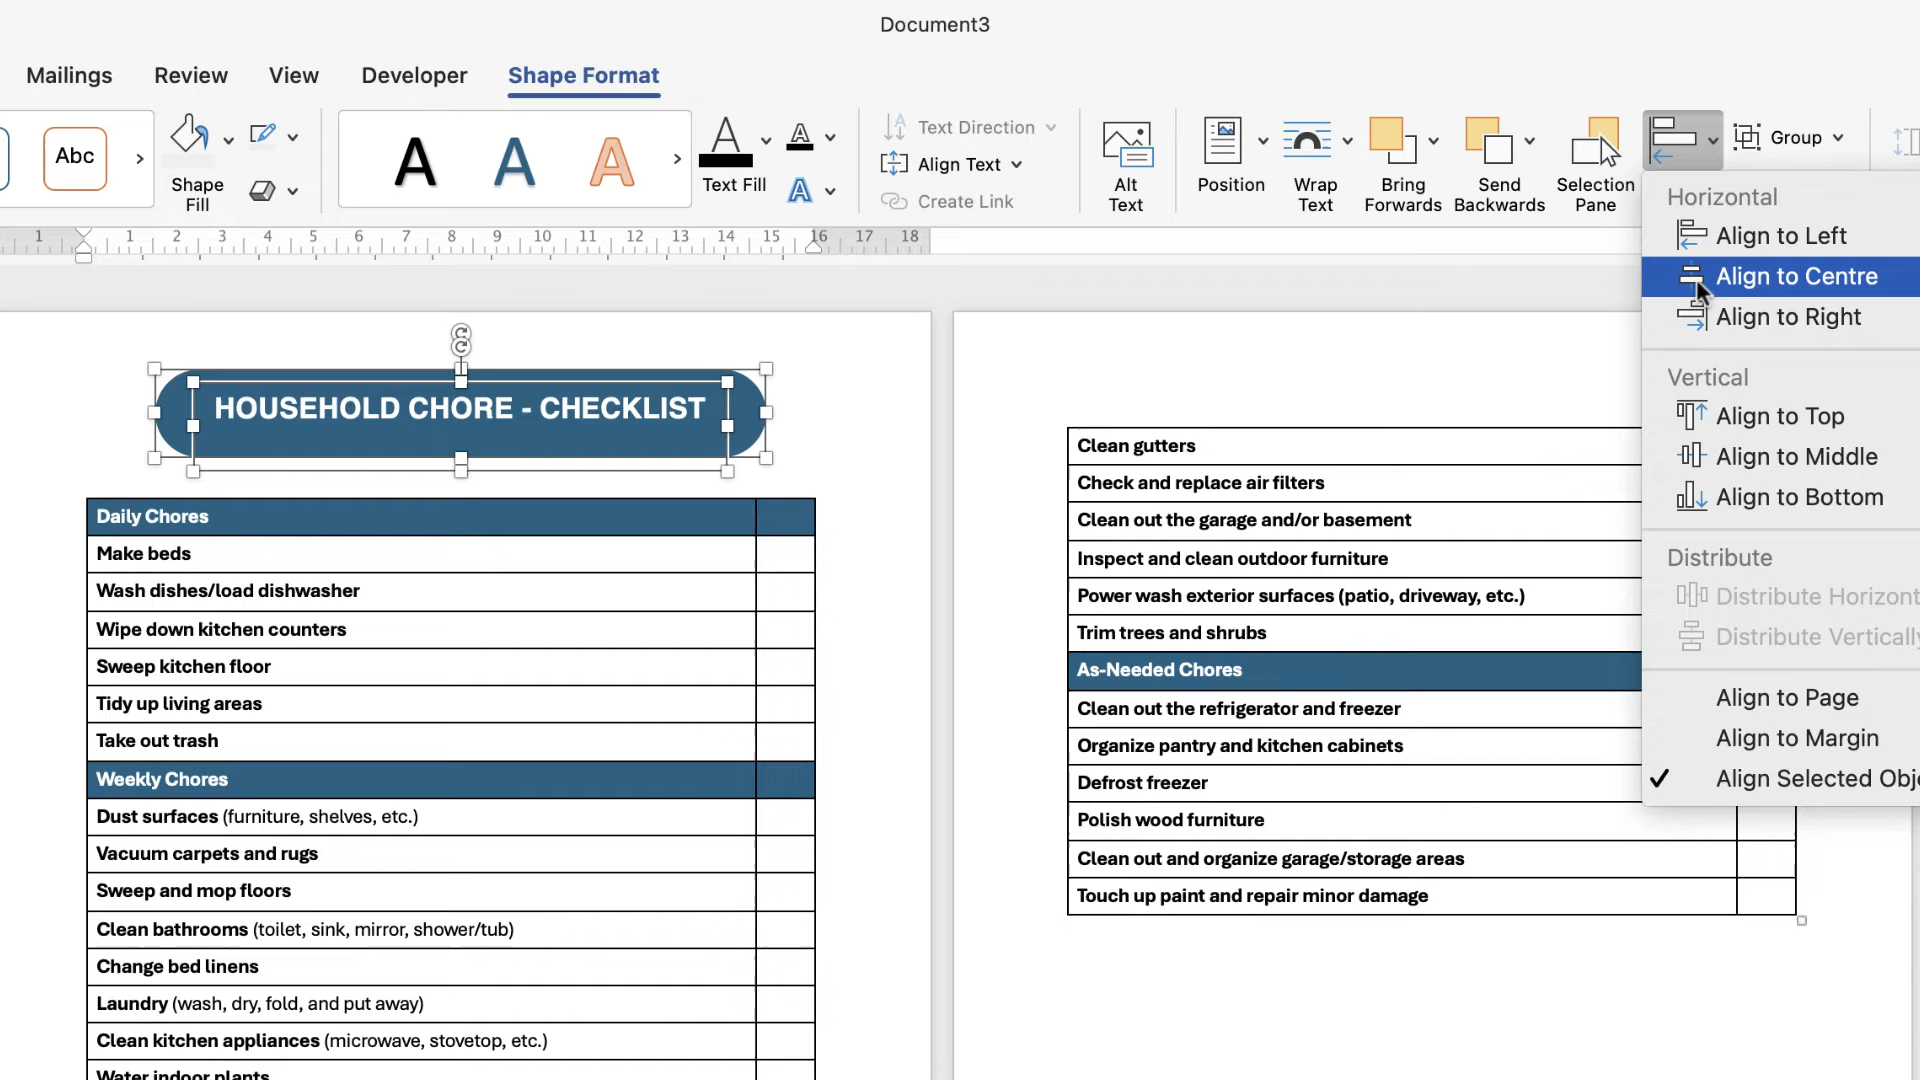 Document3
Mailings Review View Developer Shape Format
Abc
Shape
Fill
A A A
Text Fill
Text Direction
Align Text
Create Link
Alt
Text
Position
Wrap
Text
Bring
Forwards
Send
Backwards
Selection
Pane
Group
1 1 2 3 4 5 6 7 8 9 10 11 12 13 14 15 16 17 18
Horizontal
Align to Left
Align to Centre
Align to Right
Vertical
Align to Top
Align to Middle
Align to Bottom
Distribute
Distribute Horizont
Distribute Vertically
Align to Page
Align to Margin
✓ Align Selected Obje
HOUSEHOLD CHORE - CHECKLIST
Daily Chores
Make beds
Wash dishes/load dishwasher
Wipe down kitchen counters
Sweep kitchen floor
Tidy up living areas
Take out trash
Weekly Chores
Dust surfaces (furniture, shelves, etc.)
Vacuum carpets and rugs
Sweep and mop floors
Clean bathrooms (toilet, sink, mirror, shower/tub)
Change bed linens
Laundry (wash, dry, fold, and put away)
Clean kitchen appliances (microwave, stovetop, etc.)
Water indoor plants
Clean gutters
Check and replace air filters
Clean out the garage and/or basement
Inspect and clean outdoor furniture
Power wash exterior surfaces (patio, driveway, etc.)
Trim trees and shrubs
As-Needed Chores
Clean out the refrigerator and freezer
Organize pantry and kitchen cabinets
Defrost freezer
Polish wood furniture
Clean out and organize garage/storage areas
Touch up paint and repair minor damage